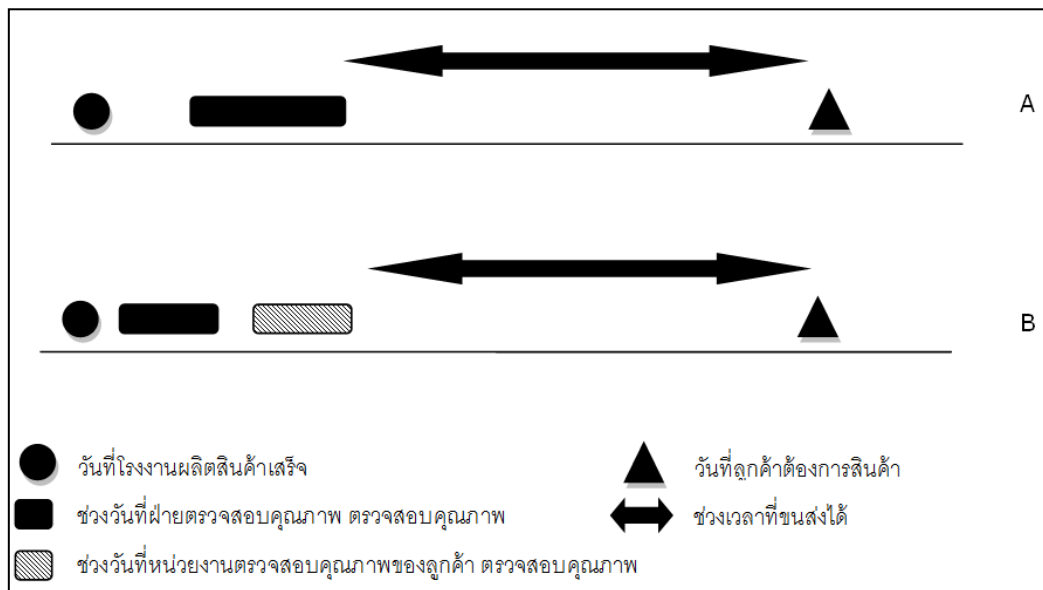 A
B
วันที่โรงงานผลิตสินค้าเสร็จ
วันที่ลูกค้าต้องการสินค้า
ช่วงวันที่ฝ่ายตรวจสอบคุณภาพ ตรวจสอบคุณภาพ
ช่วงเวลาที่ขนส่งได้
ช่วงวันที่หน่วยงานตรวจสอบคุณภาพของลูกค้า ตรวจสอบคุณภาพ